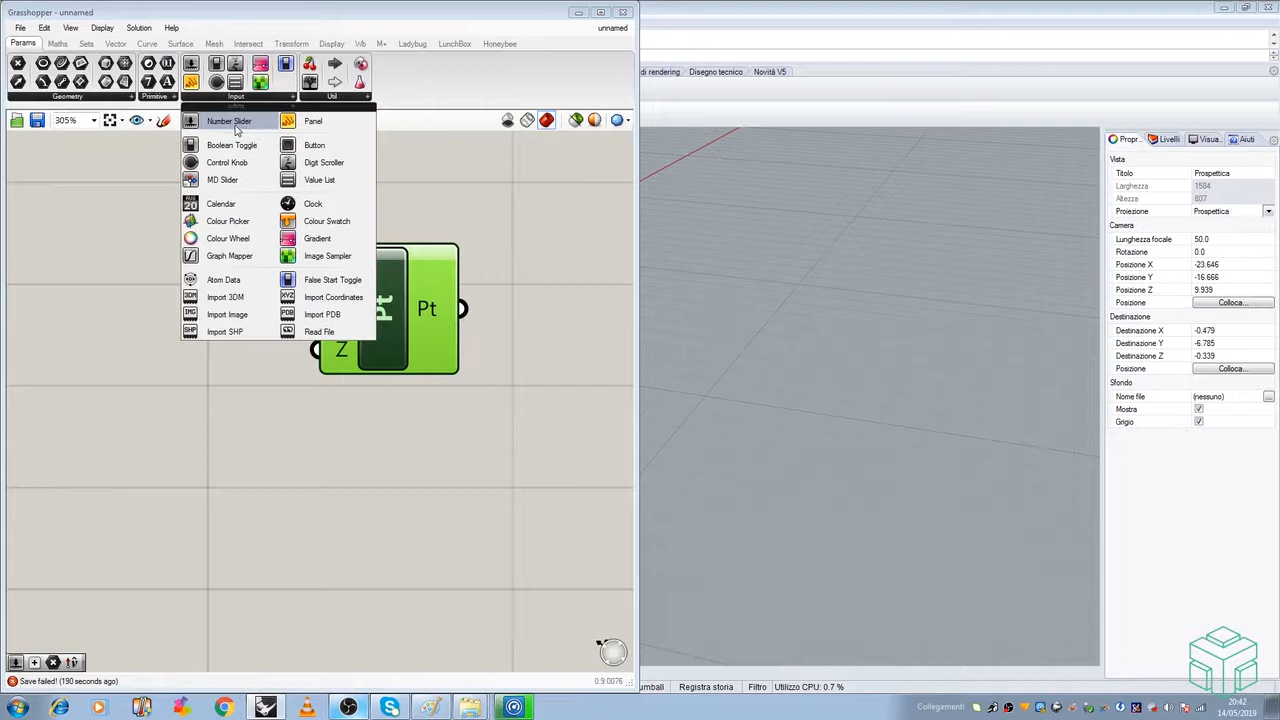 Grasshopper - unnamed
File Edit View Display Solution Help
unnamed
Params Maths Sets Vector Curve Surface Mesh Intersect Transform Display Wb M+ Ladybug LunchBox Honeybee
Geometry + Primitive + Input + Util +
305%
Number Slider Panel
Boolean Toggle Button
Control Knob Digit Scroller
MD Slider Value List
Calendar Clock
Colour Picker Colour Swatch
Colour Wheel Gradient
Graph Mapper Image Sampler
Atom Data False Start Toggle
Import 3DM Import Coordinates
Import Image Import PDB
Import SHP Read File
Pt
Pt
Z
Save failed! (190 seconds ago)
0.9.0076
di rendering Disegno tecnico Novità V5
Propr... Livelli Visua... Aiuti
Vista
Titolo Prospettica
Larghezza 1584
Altezza 807
Proiezione Prospettica
Camera
Lunghezza focale 50.0
Rotazione 0.0
Posizione X -23.646
Posizione Y -16.666
Posizione Z 9.939
Posizione Colloca...
Destinazione
Destinazione X -0.479
Destinazione Y -6.785
Destinazione Z -0.339
Posizione Colloca...
Sfondo
Nome file (nessuno) ...
Mostra
Grigio
umball Registra storia Filtro Utilizzo CPU: 0.7 %
Collegamenti
20:42
14/05/2019